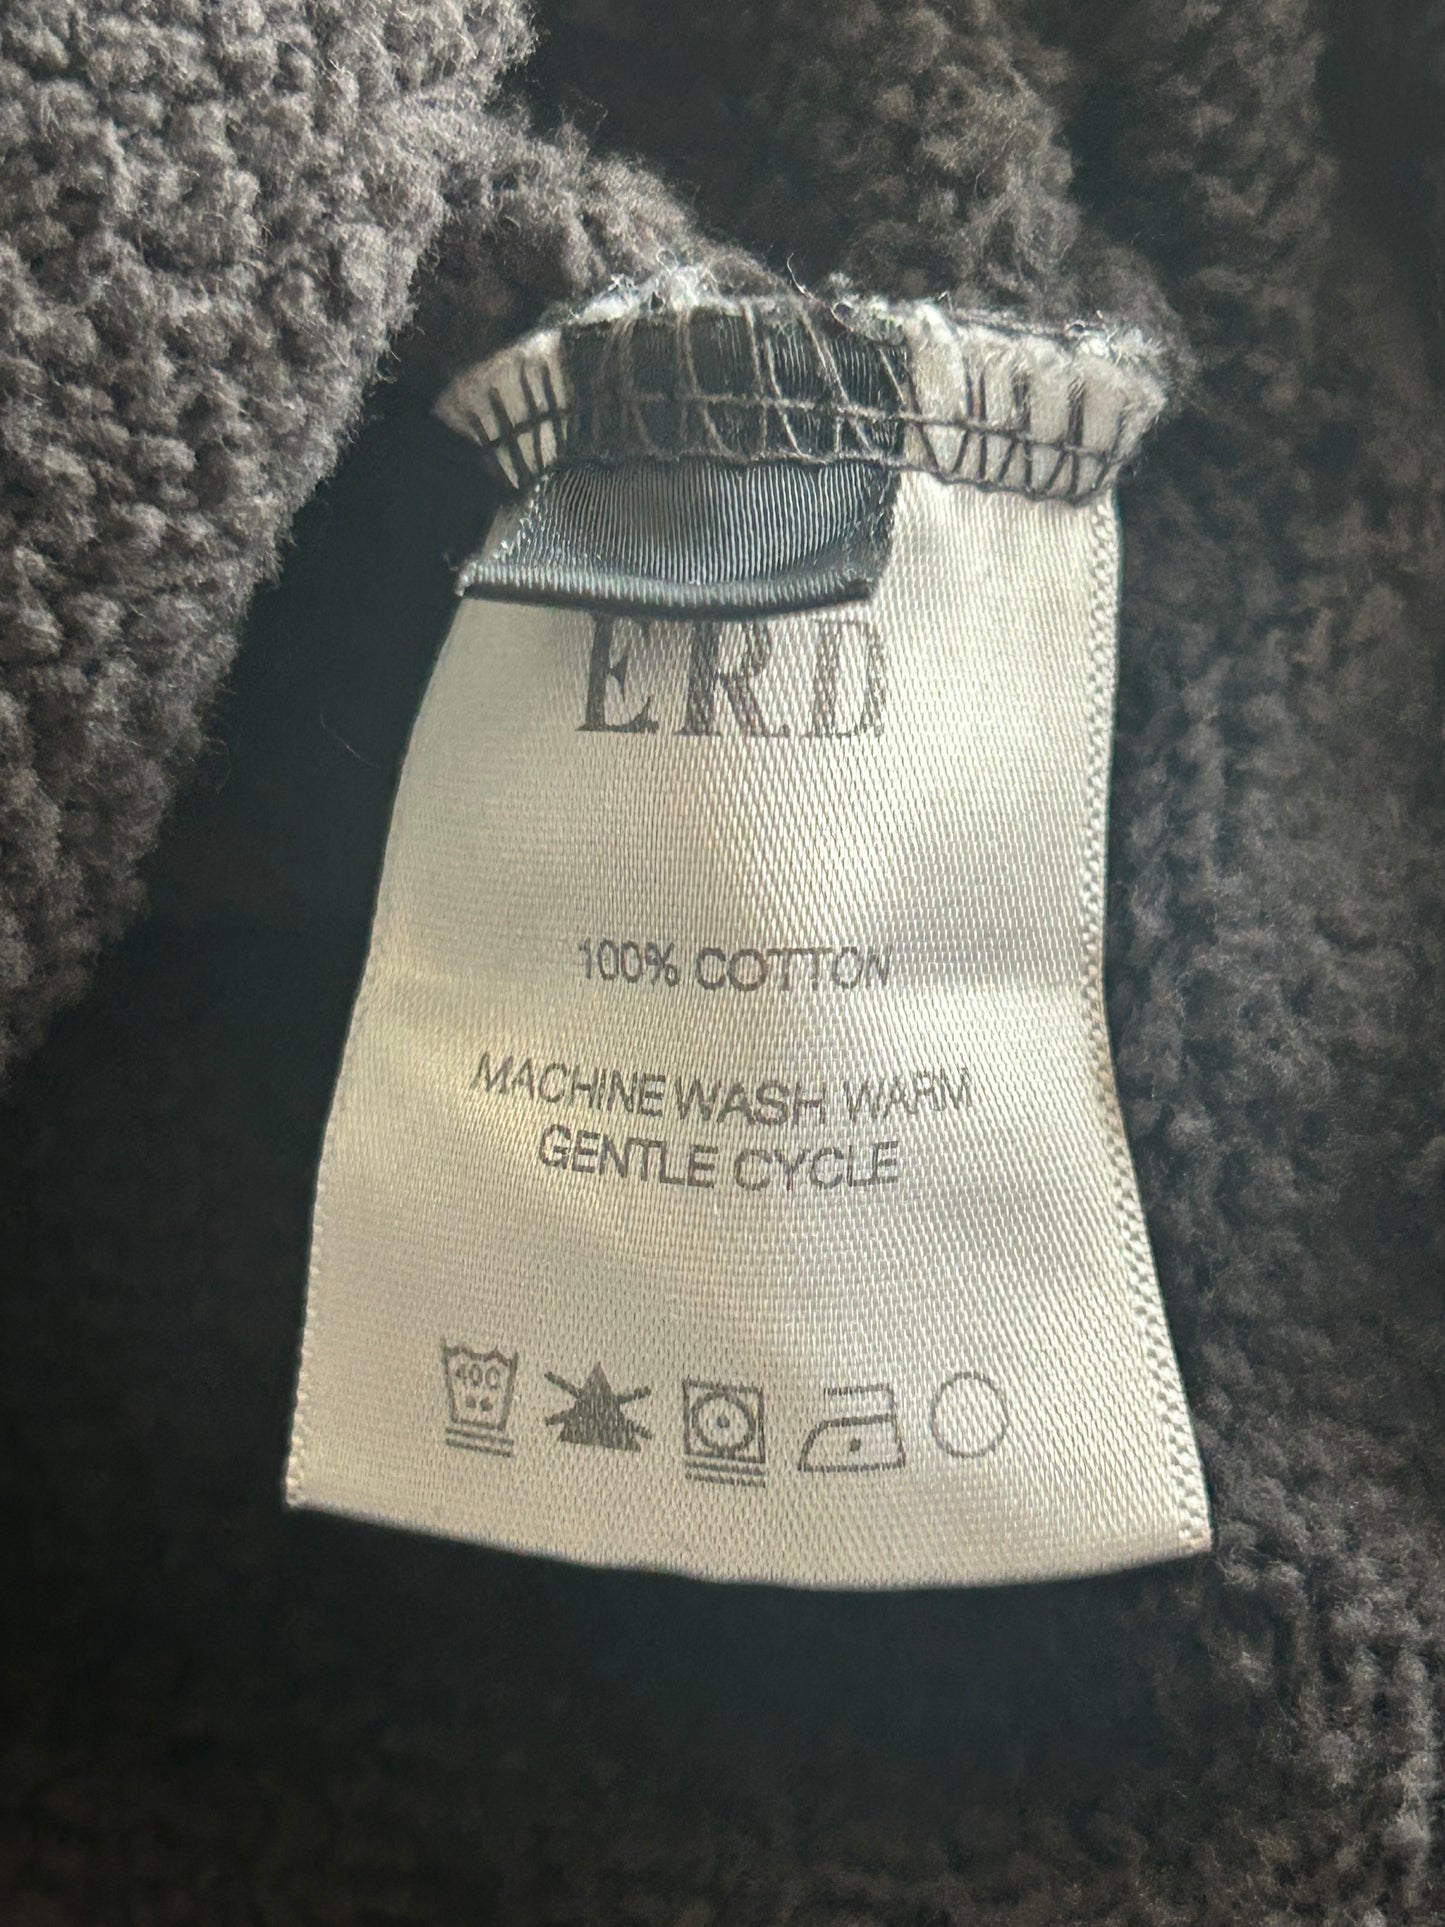 ERD
100% COTTON
MACHINE WASH WARM
GENTLE CYCLE
40C